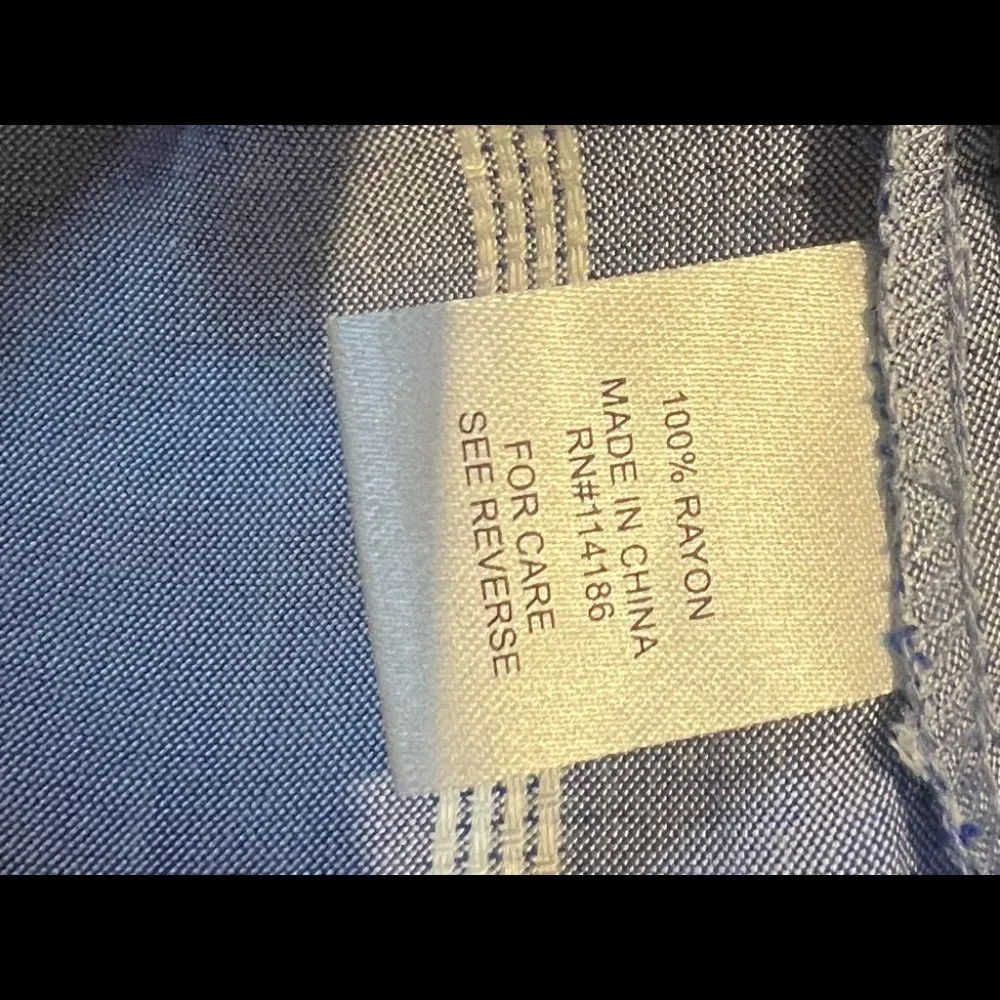 100% RAYON
MADE IN CHINA
RN#114186
FOR CARE
SEE REVERSE